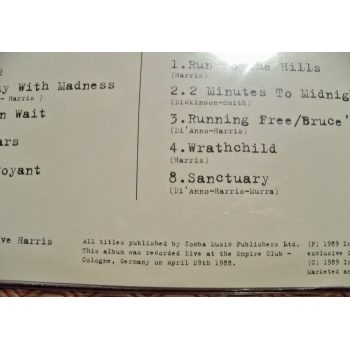 y With Madness
- Harris )
n Wait
ars
oyant
ve Harris
1.Run To the Hills
(Harris)
2.2 Minutes To Midnig
(Dickinson-Smith)
3.Running Free/Bruce'
(Di'Anno-Harris)
4.Wrathchild
(Harris)
8.Sanctuary
(Di'Anno-Harris-Murra)
All titles published by Zomba Music Publishers Ltd.
This album was recorded live at the Empire Club -
Cologne, Germany on April 29th 1988.
(P) 1989 I
exclusive
(C) 1989 I
Marketed an